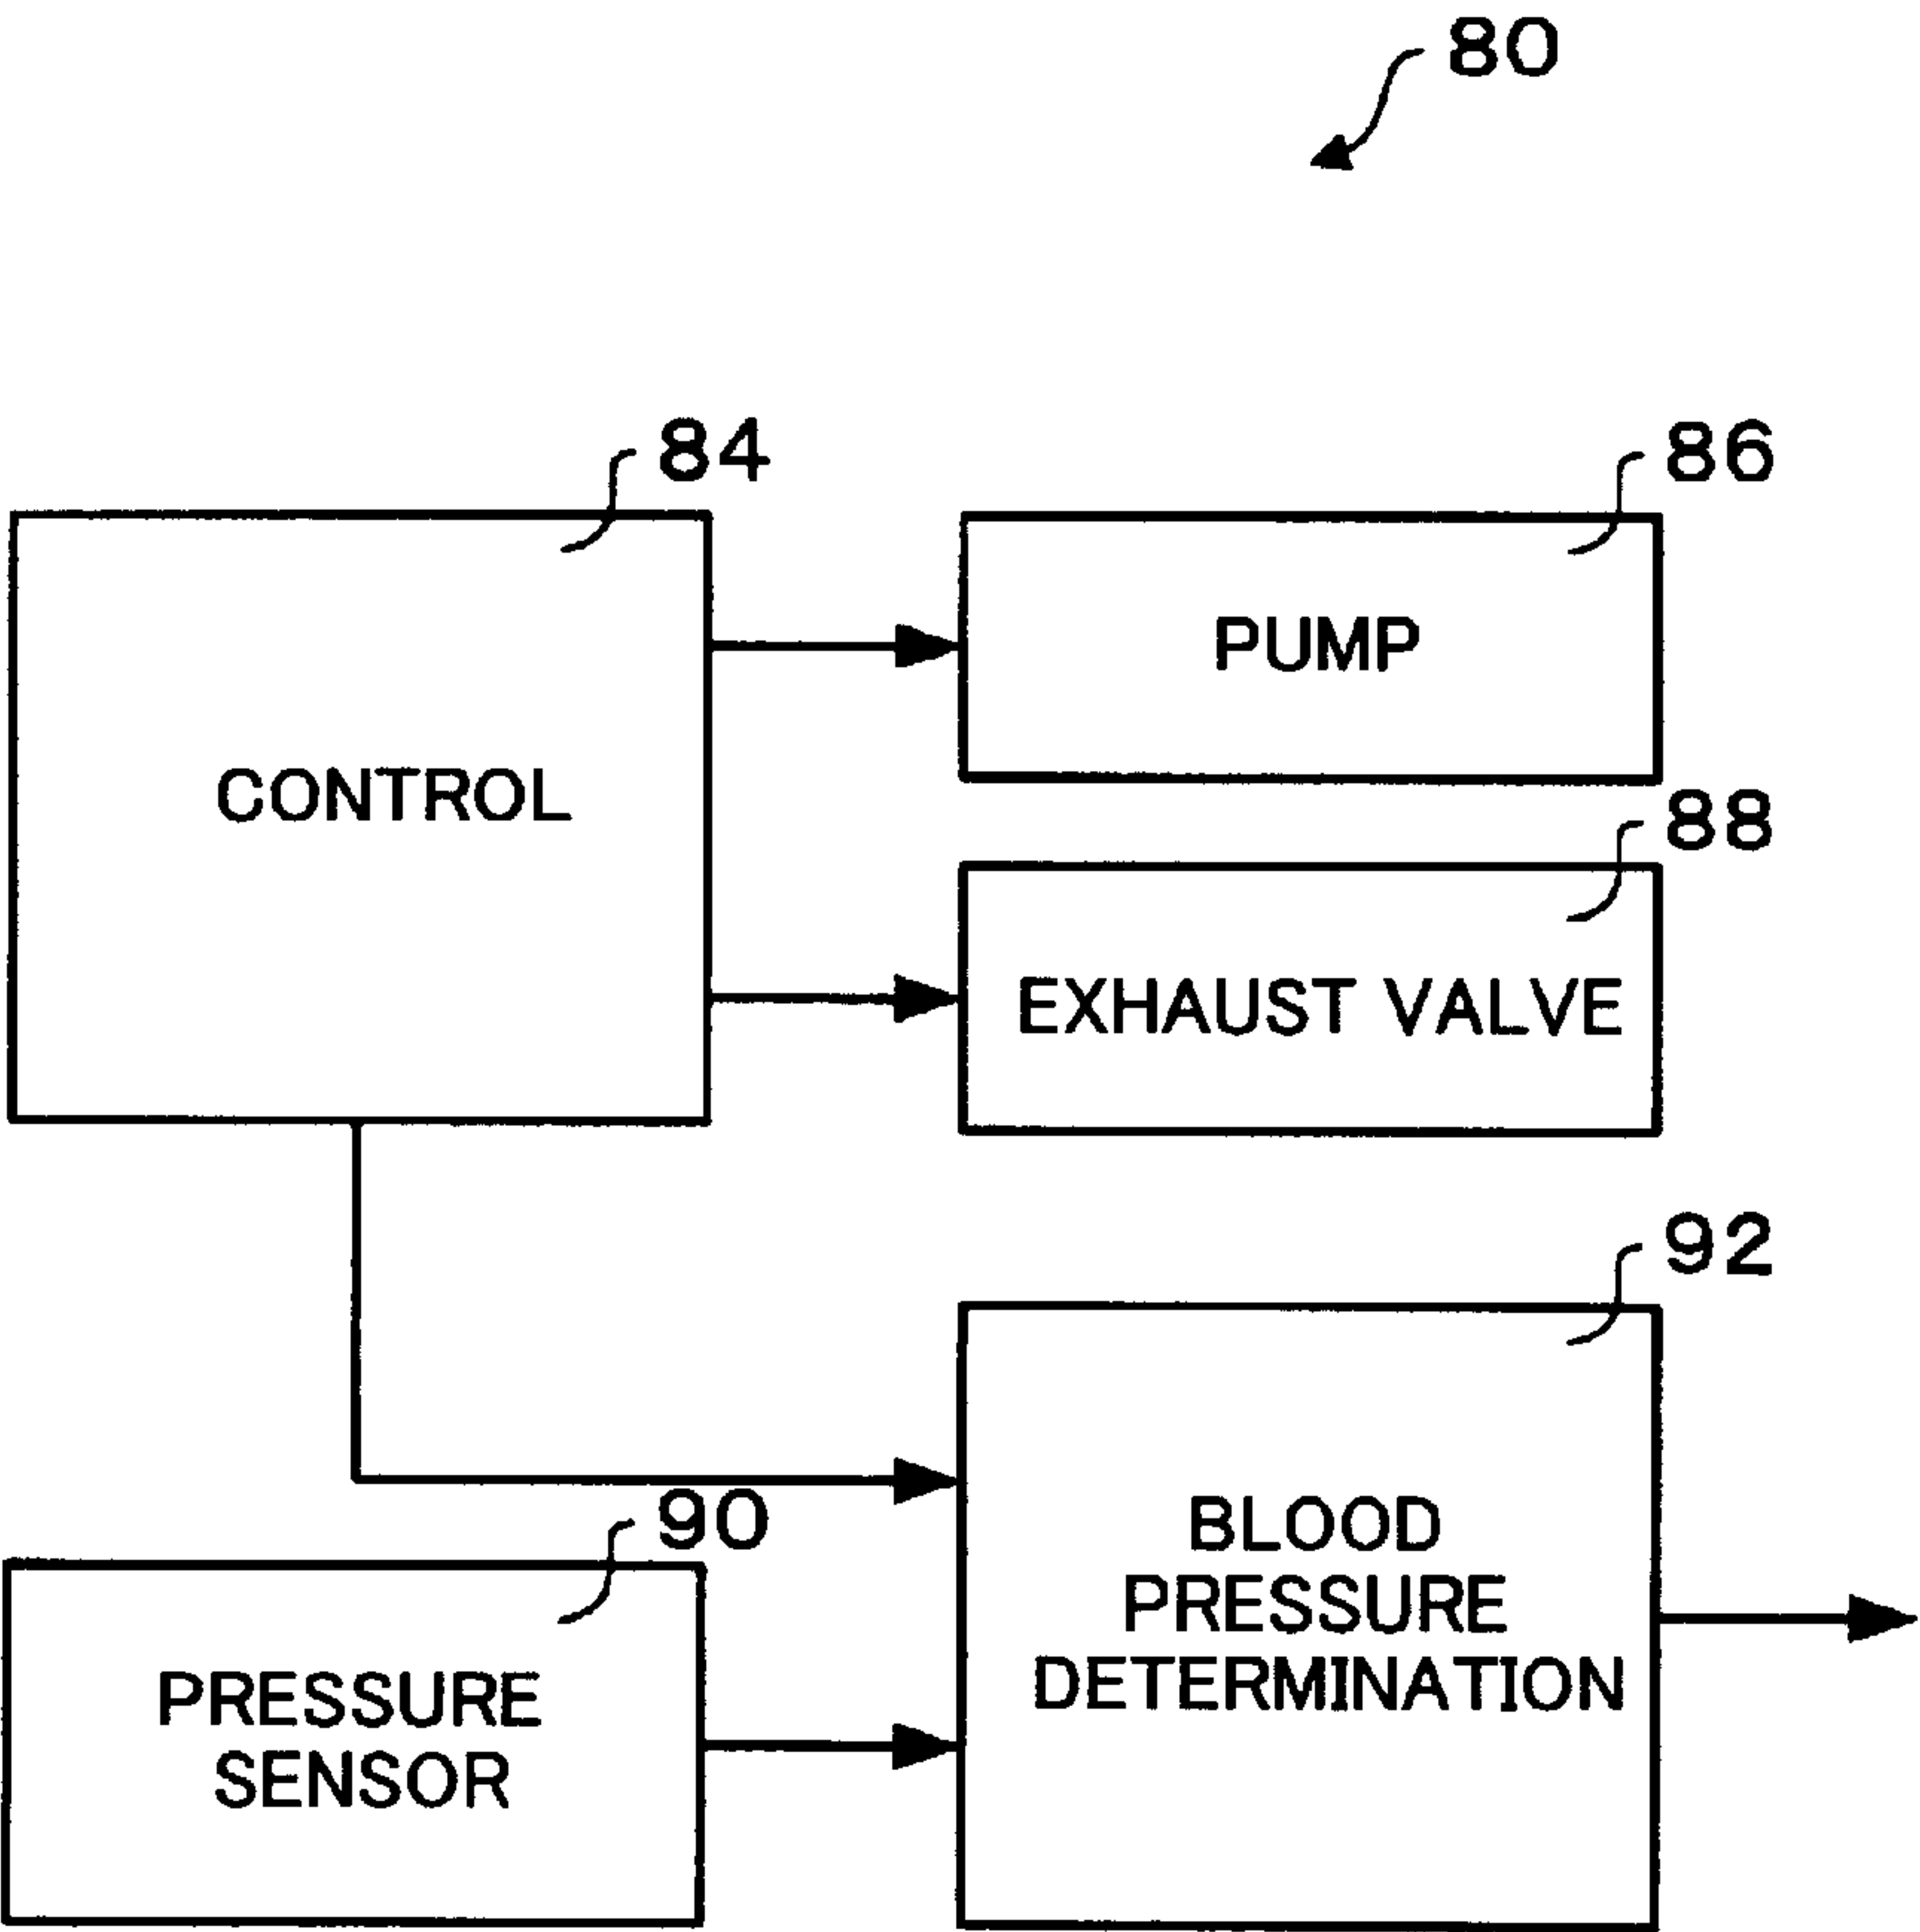 80
84
CONTROL
86
PUMP
88
EXHAUST VALVE
92
BLOOD
PRESSURE
DETERMINATION
90
PRESSURE
SENSOR